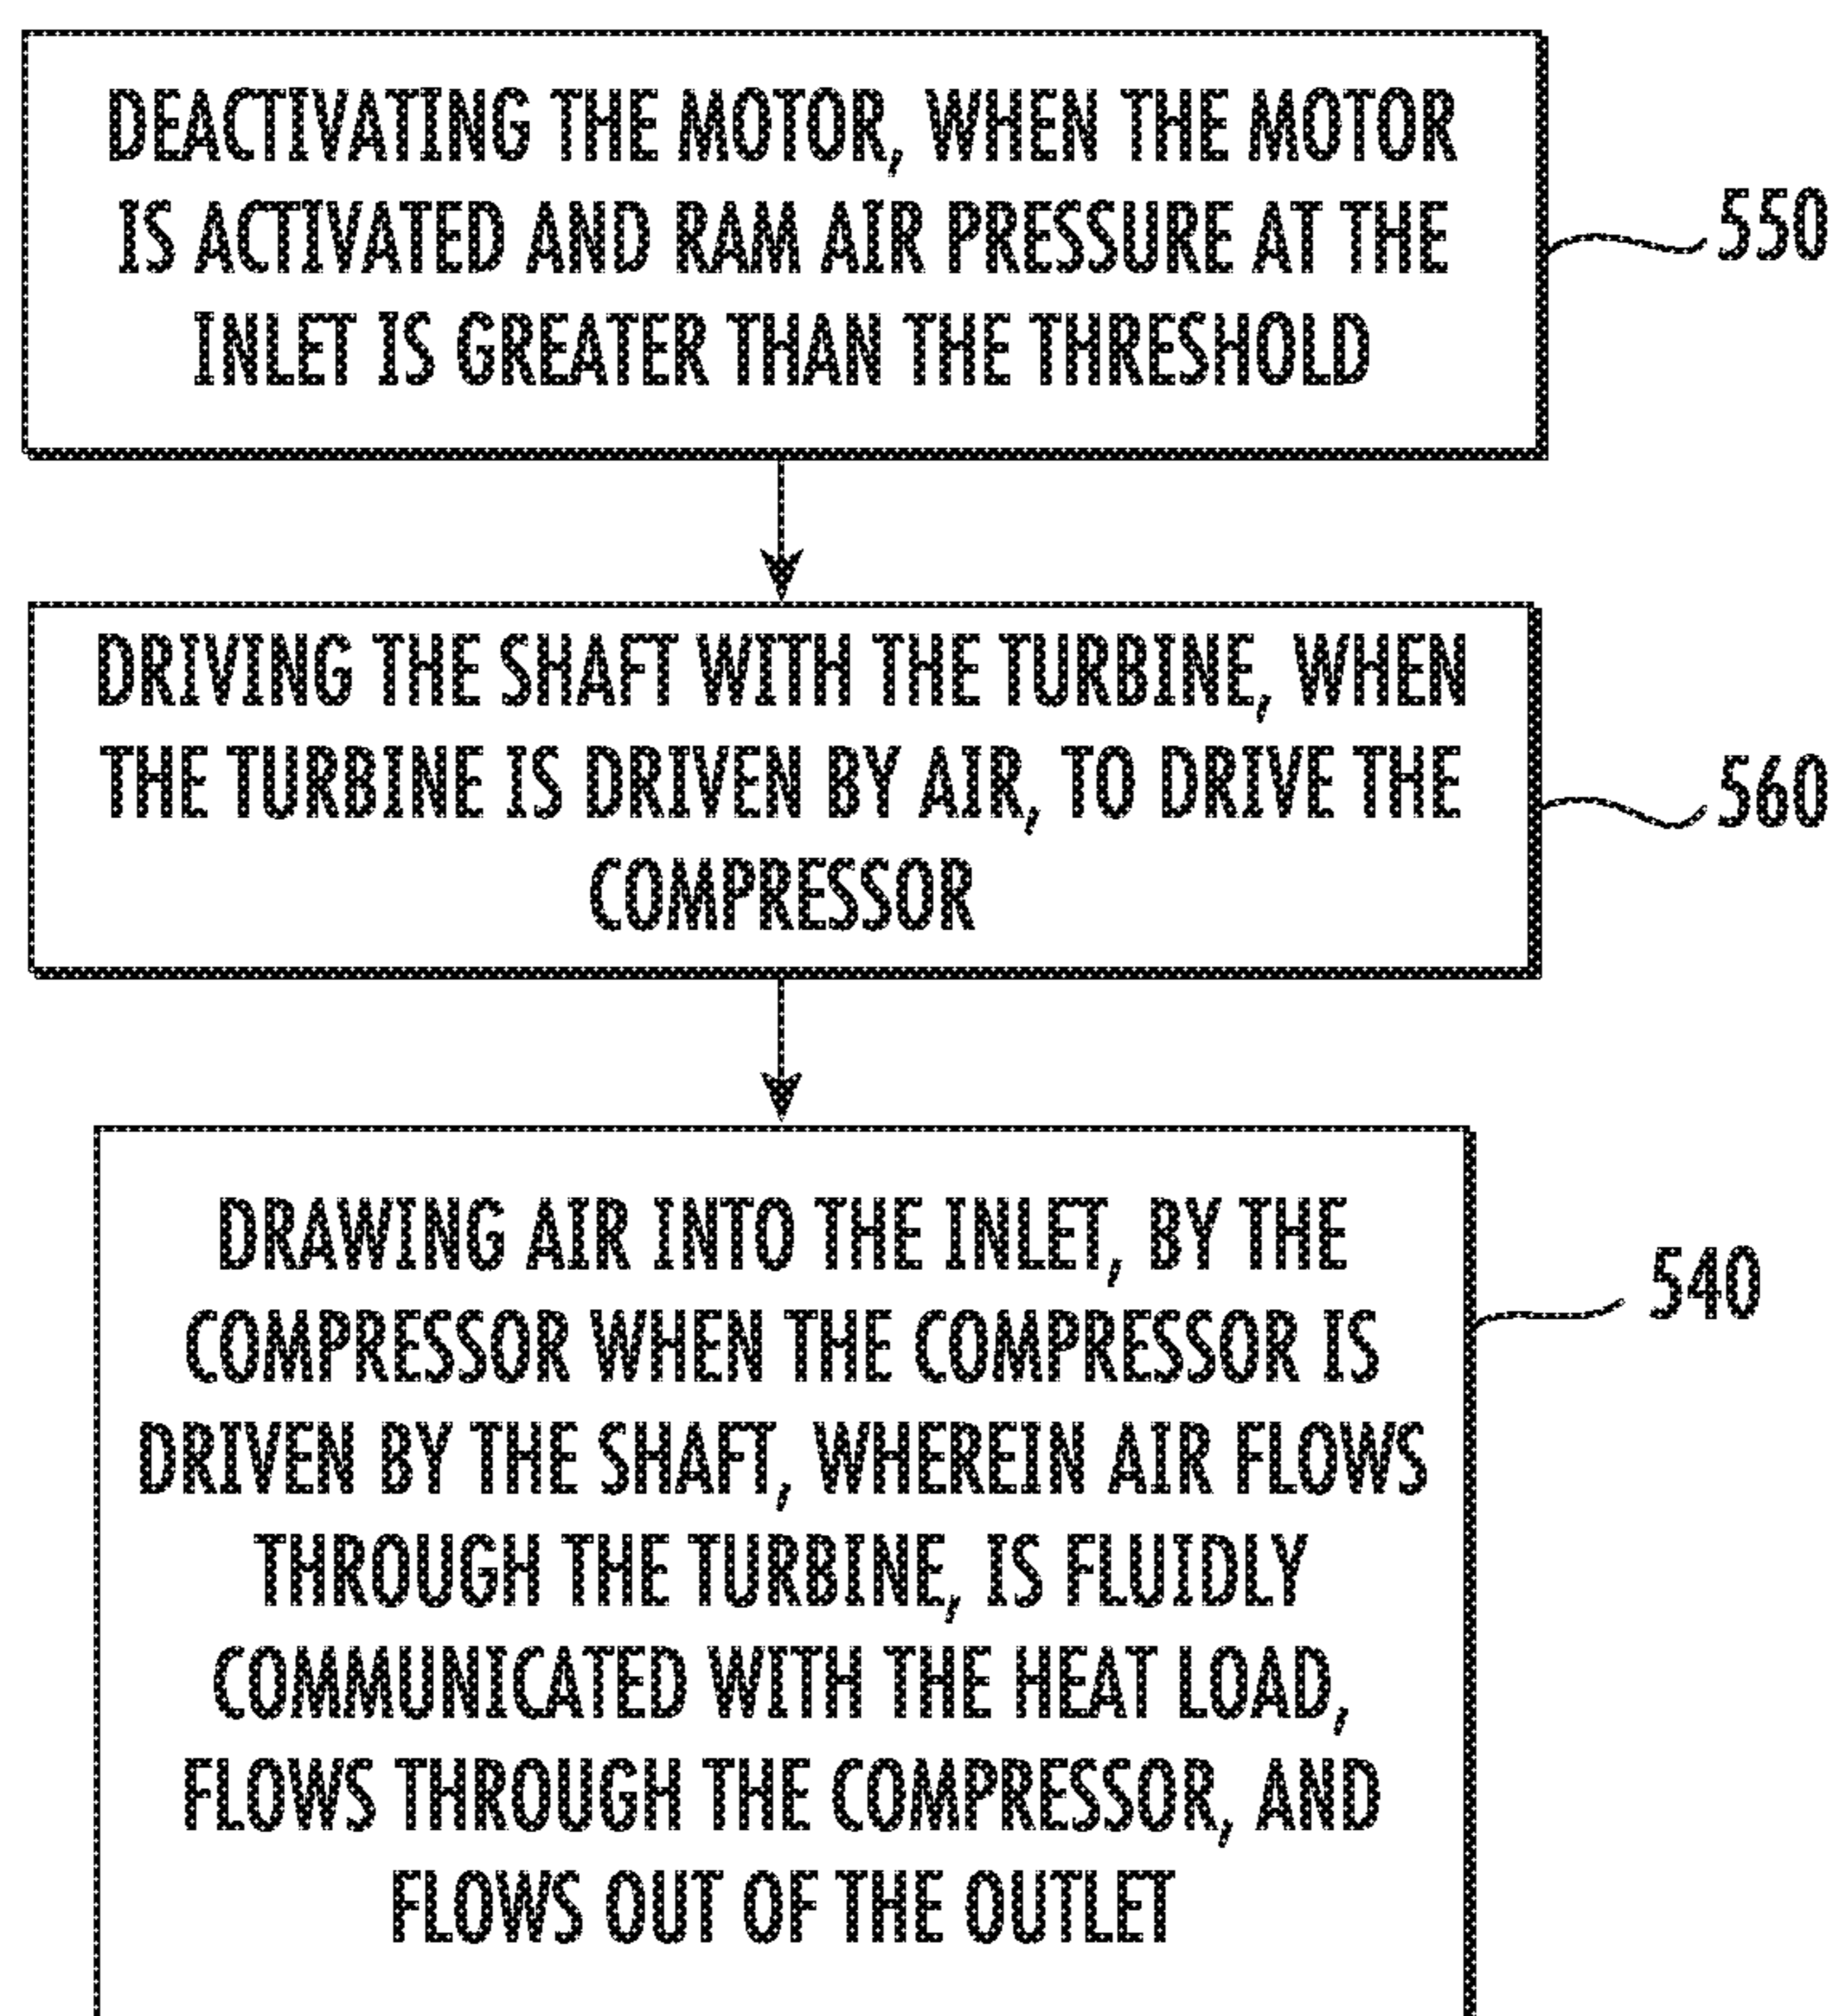 DEACTIVATING THE MOTOR, WHEN THE MOTOR
IS ACTIVATED AND RAM AIR PRESSURE AT THE
INLET IS GREATER THAN THE THRESHOLD
550
DRIVING THE SHAFT WITH THE TURBINE, WHEN
THE TURBINE IS DRIVEN BY AIR, TO DRIVE THE
COMPRESSOR
560
DRAWING AIR INTO THE INLET, BY THE
COMPRESSOR WHEN THE COMPRESSOR IS
DRIVEN BY THE SHAFT, WHEREIN AIR FLOWS
THROUGH THE TURBINE, IS FLUIDLY
COMMUNICATED WITH THE HEAT LOAD,
FLOWS THROUGH THE COMPRESSOR, AND
FLOWS OUT OF THE OUTLET
540